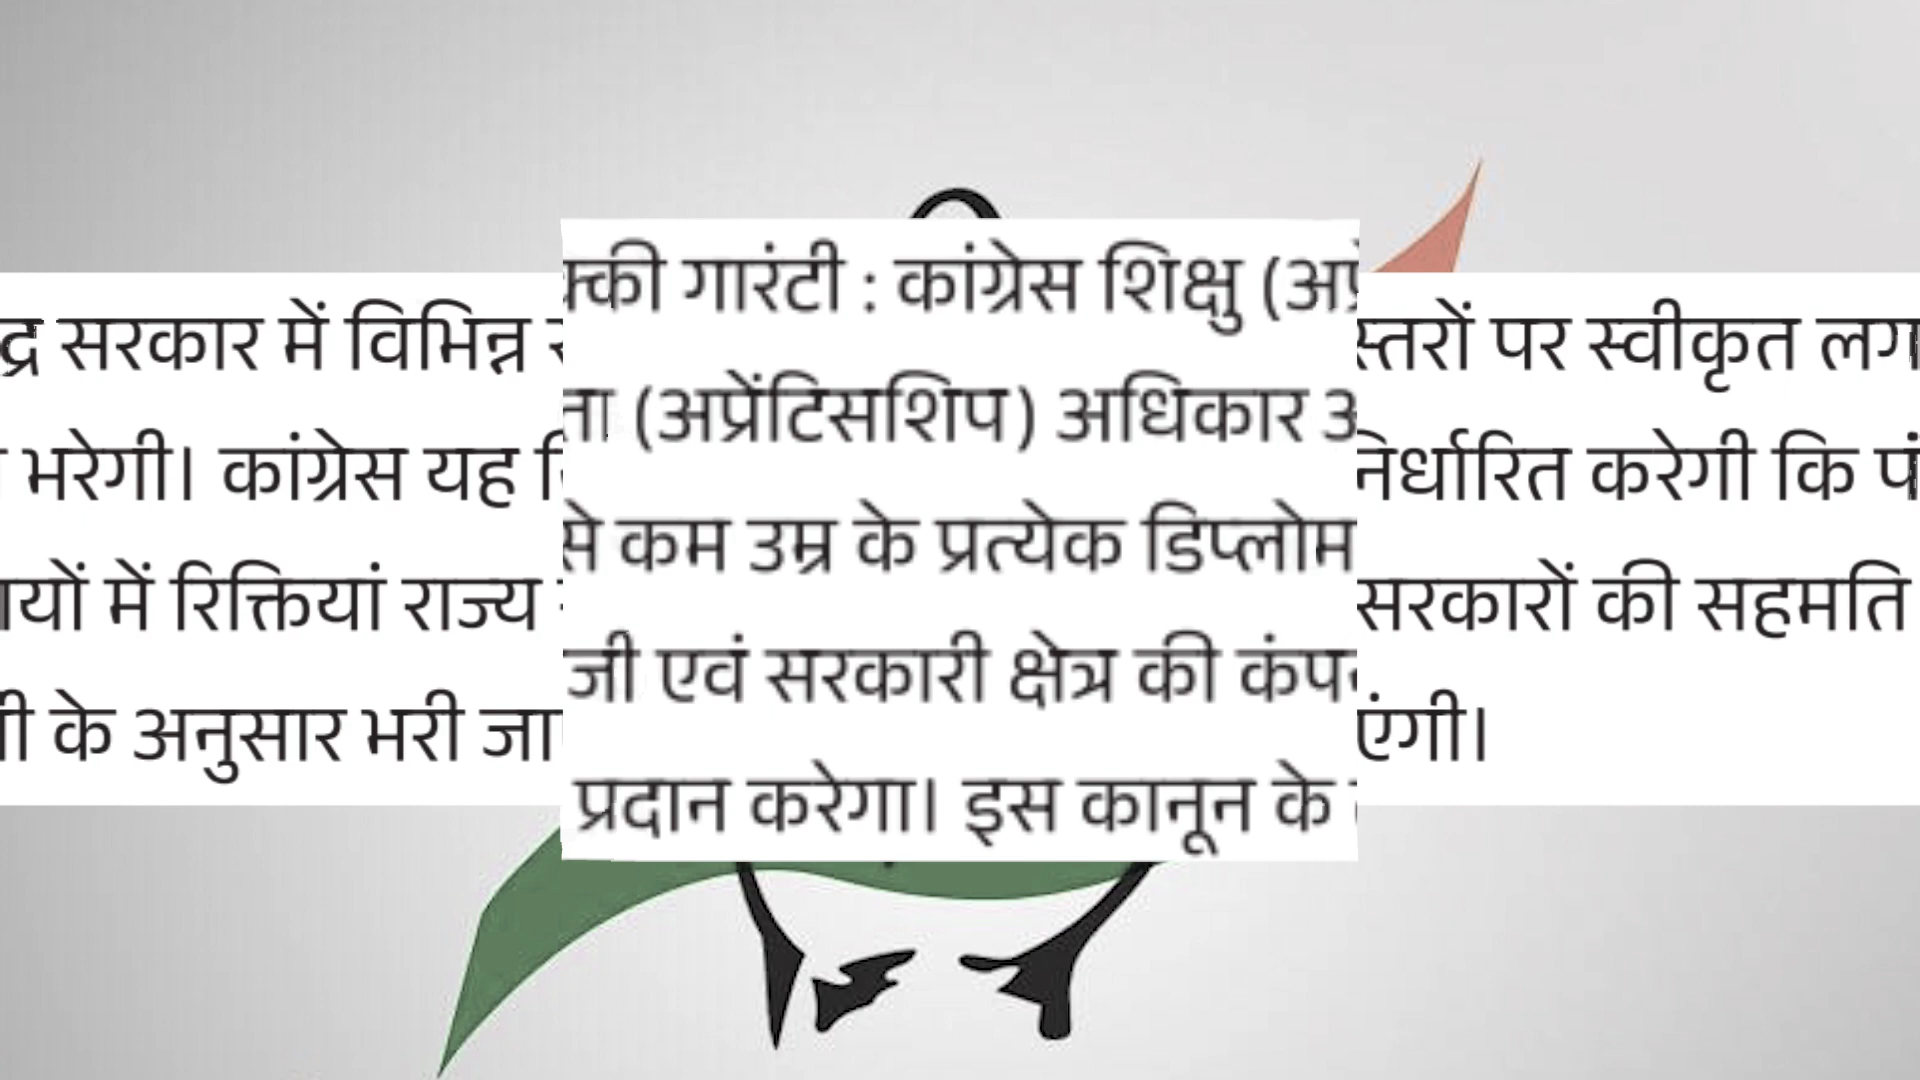 सरकार में विभिन्न
भरेगी। कांग्रेस यह
में रिक्तियां राज्य
के अनुसार भरी जा
गारंटी : कांग्रेस शिक्षु
(अप्रेंटिसशिप) अधिकार
से कम उम्र के प्रत्येक
एवं सरकारी क्षेत्र की
प्रदान करेगा। इस कानून के
स्तरों पर स्वीकृत
निर्धारित करेगी कि
सरकारों की सहमति
एंगी।